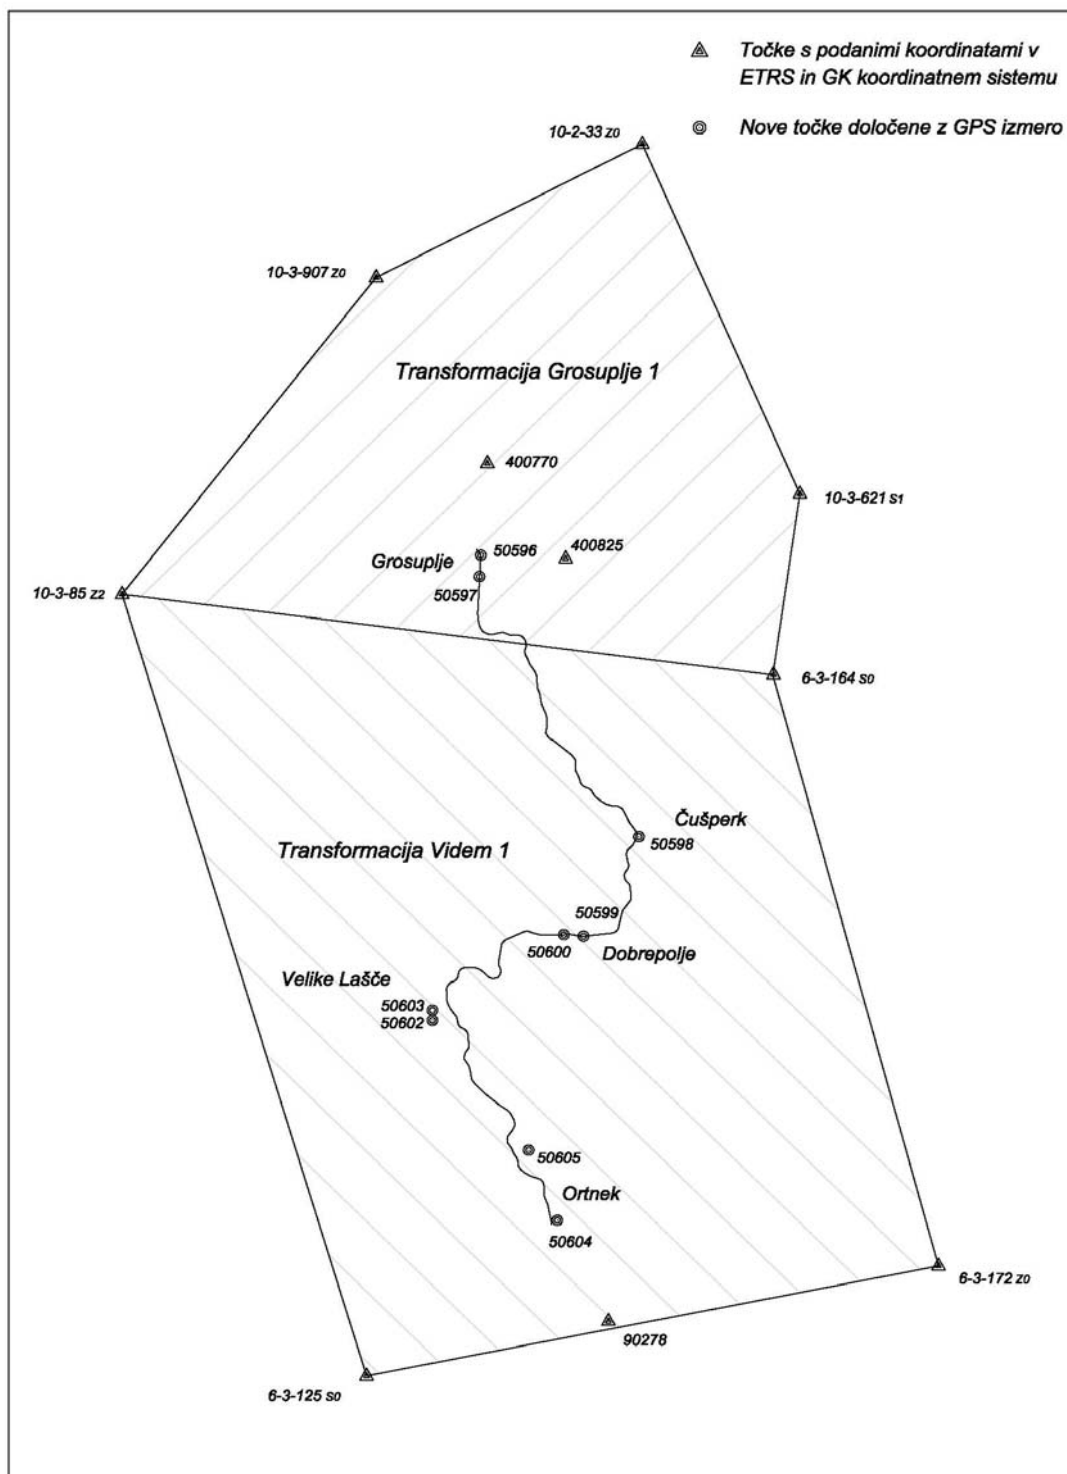 Točke s podanimi koordinatami v
ETRS in GK koordinatnem sistemu
Nove točke določene z GPS izmero
10-2-33 Z0
10-3-907 Z0
Transformacija Grosuplje 1
400770
10-3-621 S1
400825
50596
Grosuplje
50597
10-3-85 Z2
6-3-164 S0
Čušperk
50598
Transformacija Videm 1
50599
50600
Dobrepolje
Velike Lašče
50603
50602
50605
Ortnek
50604
6-3-172 Z0
90278
6-3-125 S0